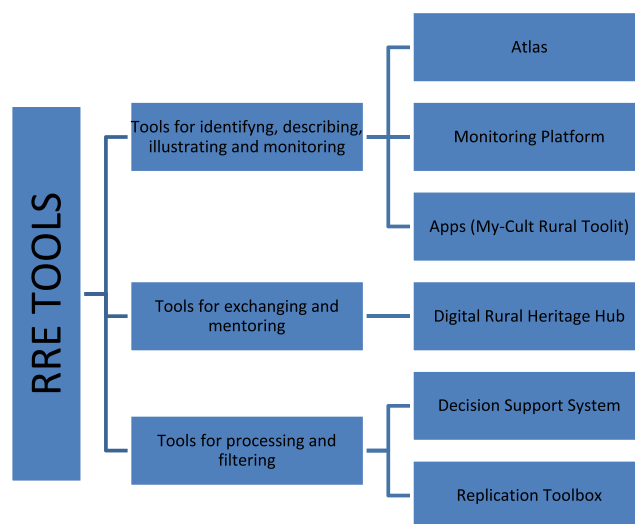 RRE TOOLS
Tools for identifyng, describing,
illustrating and monitoring
Atlas
Monitoring Platform
Apps (My-Cult Rural Toolit)
Tools for exchanging and
mentoring
Digital Rural Heritage Hub
Tools for processing and
filtering
Decision Support System
Replication Toolbox